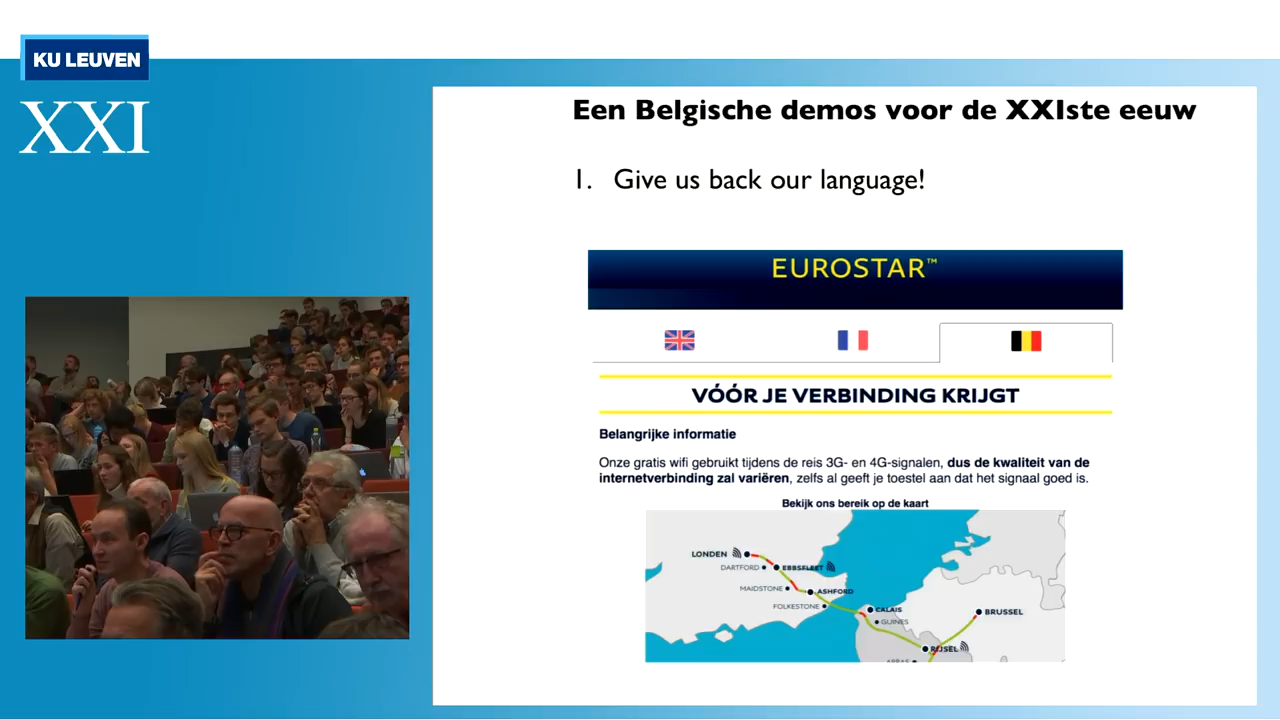 KU LEUVEN
XXI
Een Belgische demos voor de XXIste eeuw
1. Give us back our language!
EUROSTAR™
VÓÓR JE VERBINDING KRIJGT
Belangrijke informatie
Onze gratis wifi gebruikt tijdens de reis 3G- en 4G-signalen, dus de kwaliteit van de
internetverbinding zal variëren, zelfs al geeft je toestel aan dat het signaal goed is.
Bekijk ons bereik op de kaart
LONDEN
DARTFORD
EBBSFLEET
MAIDSTONE
ASHFORD
FOLKESTONE
CALAIS
BRUSSEL
GUINES
RIJSEL
ARRAS